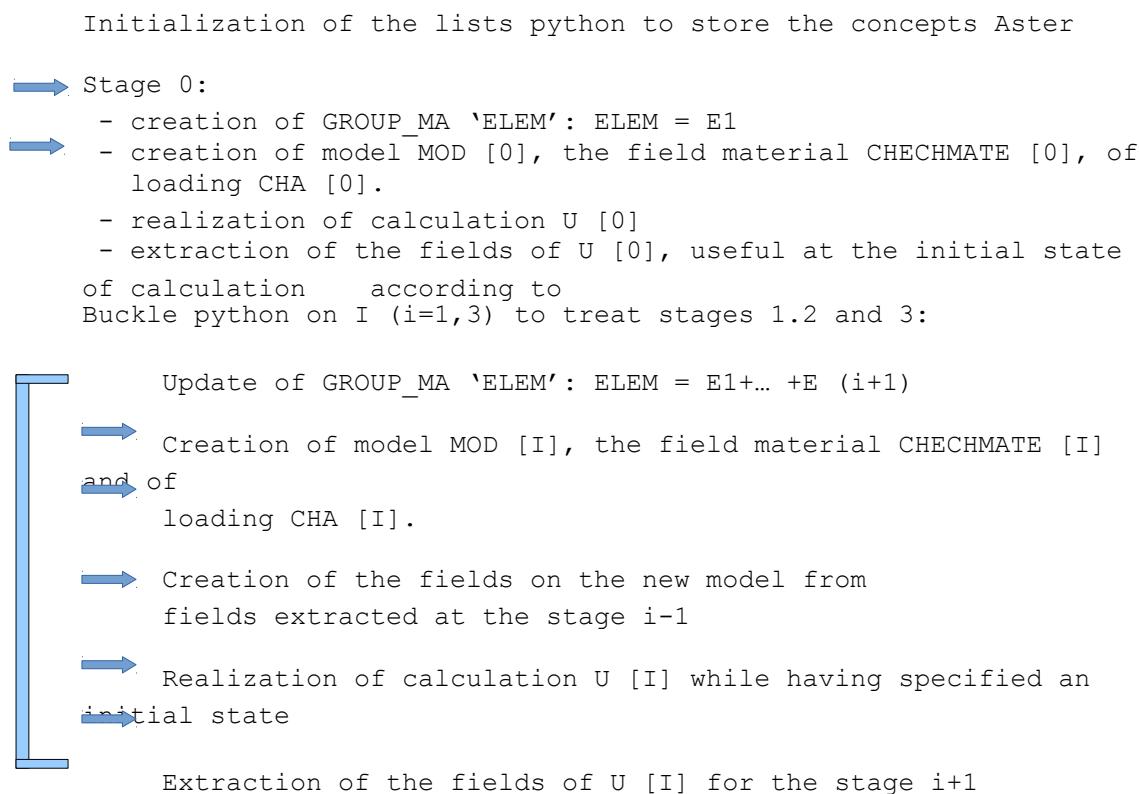 Initialization of the lists python to store the concepts Aster
Stage 0:
- creation of GROUP_MA ‘ELEM’: ELEM = E1
- creation of model MOD [0], the field material CHECHMATE [0], of
loading CHA [0].
- realization of calculation U [0]
- extraction of the fields of U [0], useful at the initial state
of calculation    according to
Buckle python on I (i=1,3) to treat stages 1.2 and 3:
Update of GROUP_MA ‘ELEM’: ELEM = E1+… +E (i+1)
Creation of model MOD [I], the field material CHECHMATE [I]
and of
loading CHA [I].
Creation of the fields on the new model from
fields extracted at the stage i-1
Realization of calculation U [I] while having specified an
initial state
Extraction of the fields of U [I] for the stage i+1